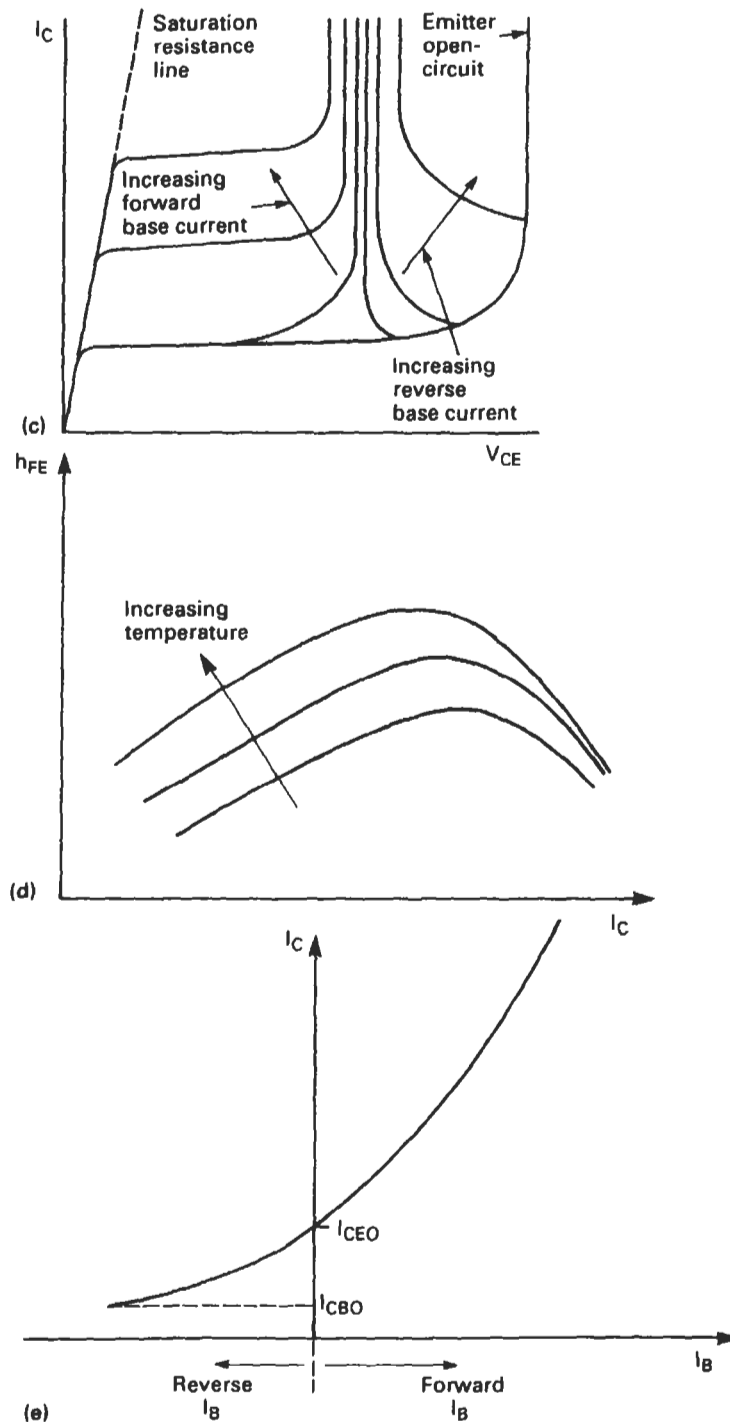 I_C
Saturation
resistance
line
Emitter
open-
circuit
Increasing
forward
base current
Increasing
reverse
base current
(c)
V_CE
h_FE
Increasing
temperature
(d)
I_C
I_C
I_CEO
I_CBO
I_B
Reverse
I_B
Forward
I_B
(e)